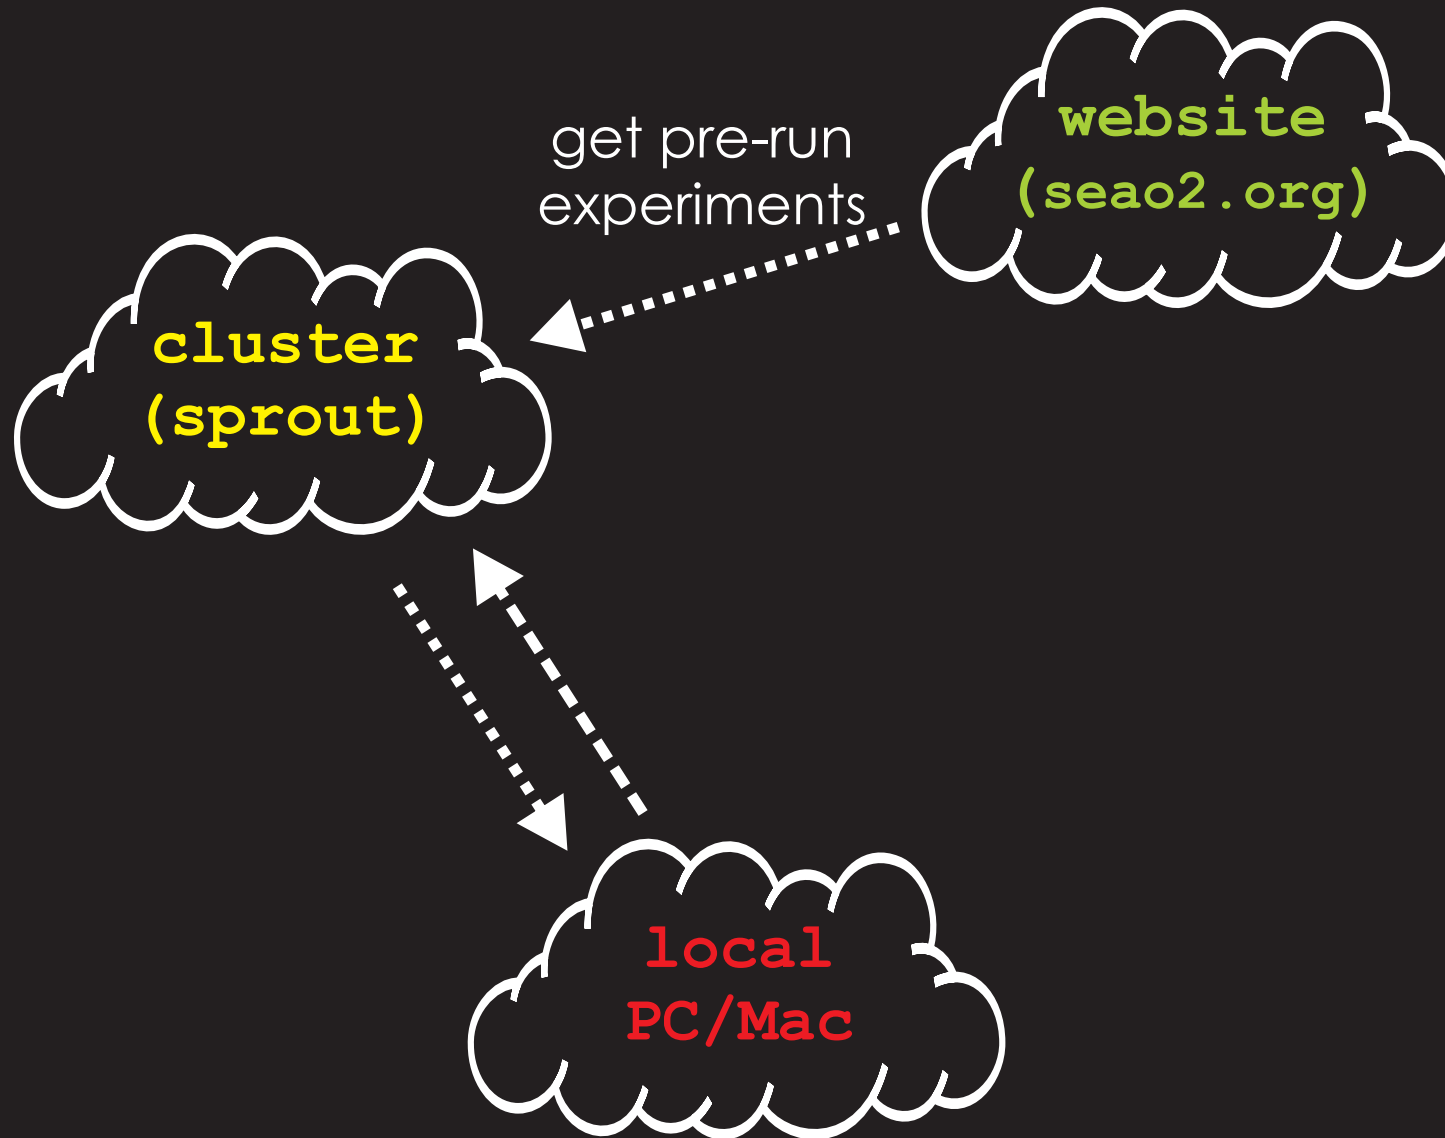 website
(seao2.org)
get pre-run
experiments
cluster
(sprout)
local
PC/Mac